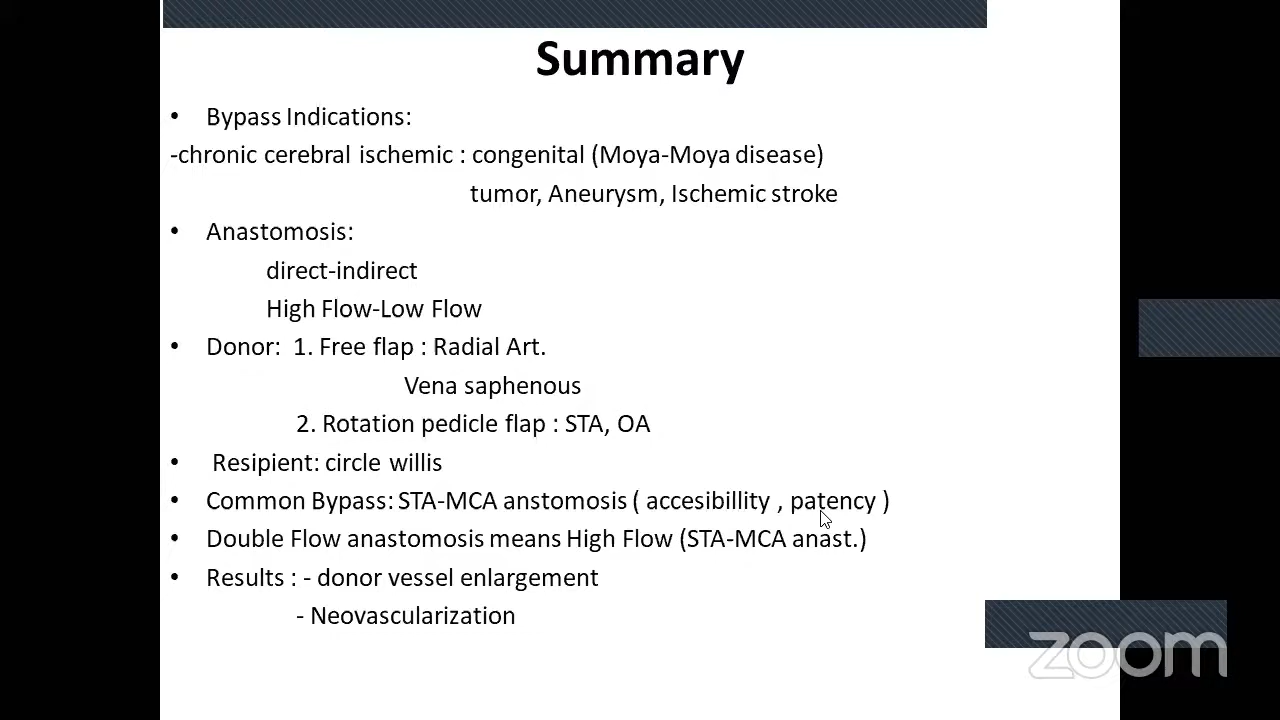 Summary
• Bypass Indications:
-chronic cerebral ischemic : congenital (Moya-Moya disease)
tumor, Aneurysm, Ischemic stroke
• Anastomosis:
direct-indirect
High Flow-Low Flow
• Donor: 1. Free flap : Radial Art.
Vena saphenous
2. Rotation pedicle flap : STA, OA
• Resipient: circle willis
• Common Bypass: STA-MCA anstomosis ( accesibillity , patency )
• Double Flow anastomosis means High Flow (STA-MCA anast.)
• Results : - donor vessel enlargement
- Neovascularization
zoom